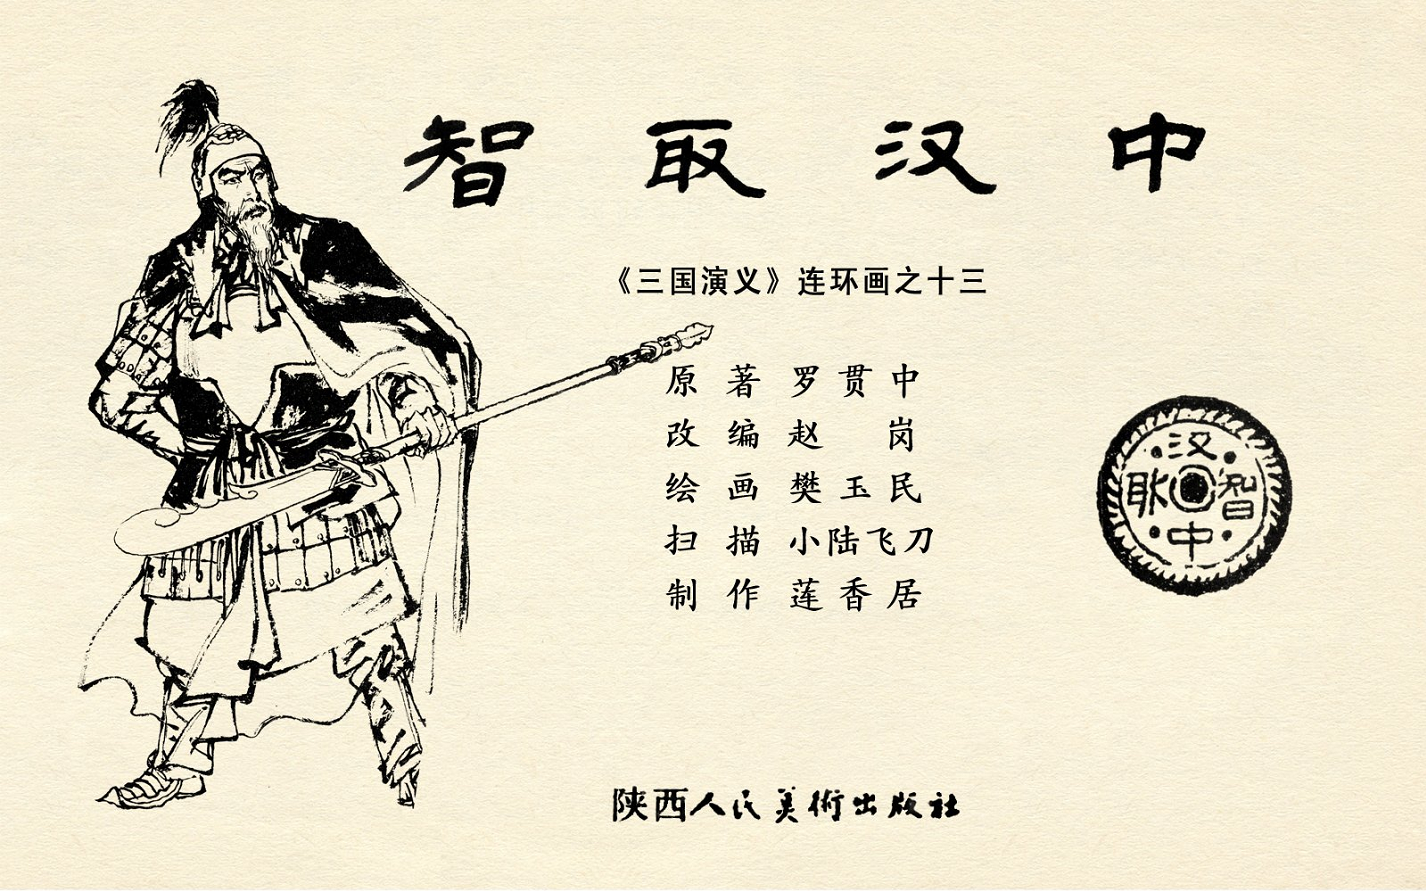 智取汉中
《三国演义》连环画之十三
原 著 罗贯中
改 编 赵 岗
绘 画 樊玉民
扫 描 小陆飞刀
制 作 莲香居
汉中智取
陕西人民美術出版社